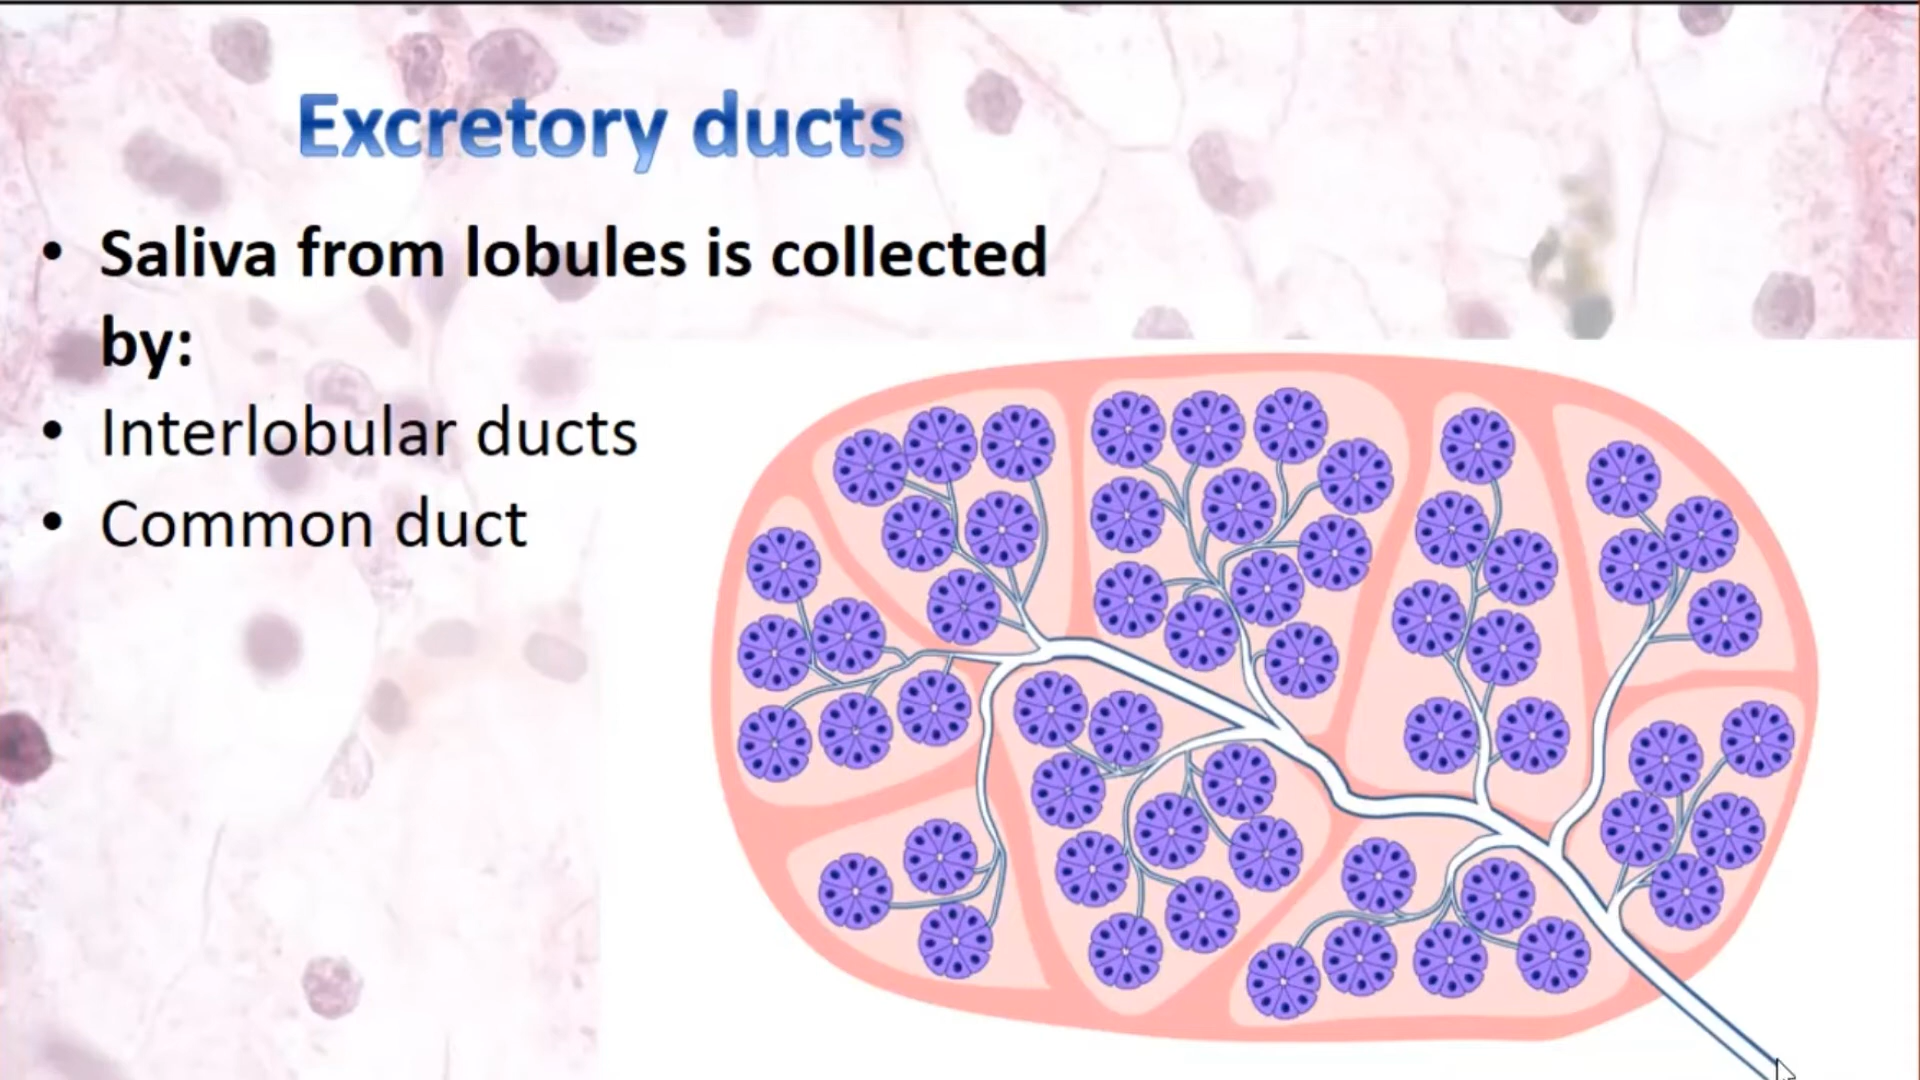 Excretory ducts
• Saliva from lobules is collected
by:
• Interlobular ducts
• Common duct